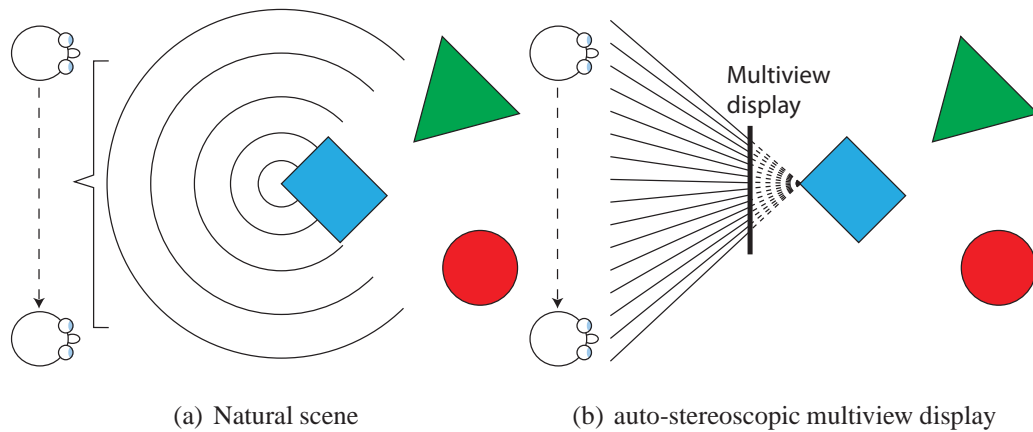 Multiview
display
(a) Natural scene
(b) auto-stereoscopic multiview display